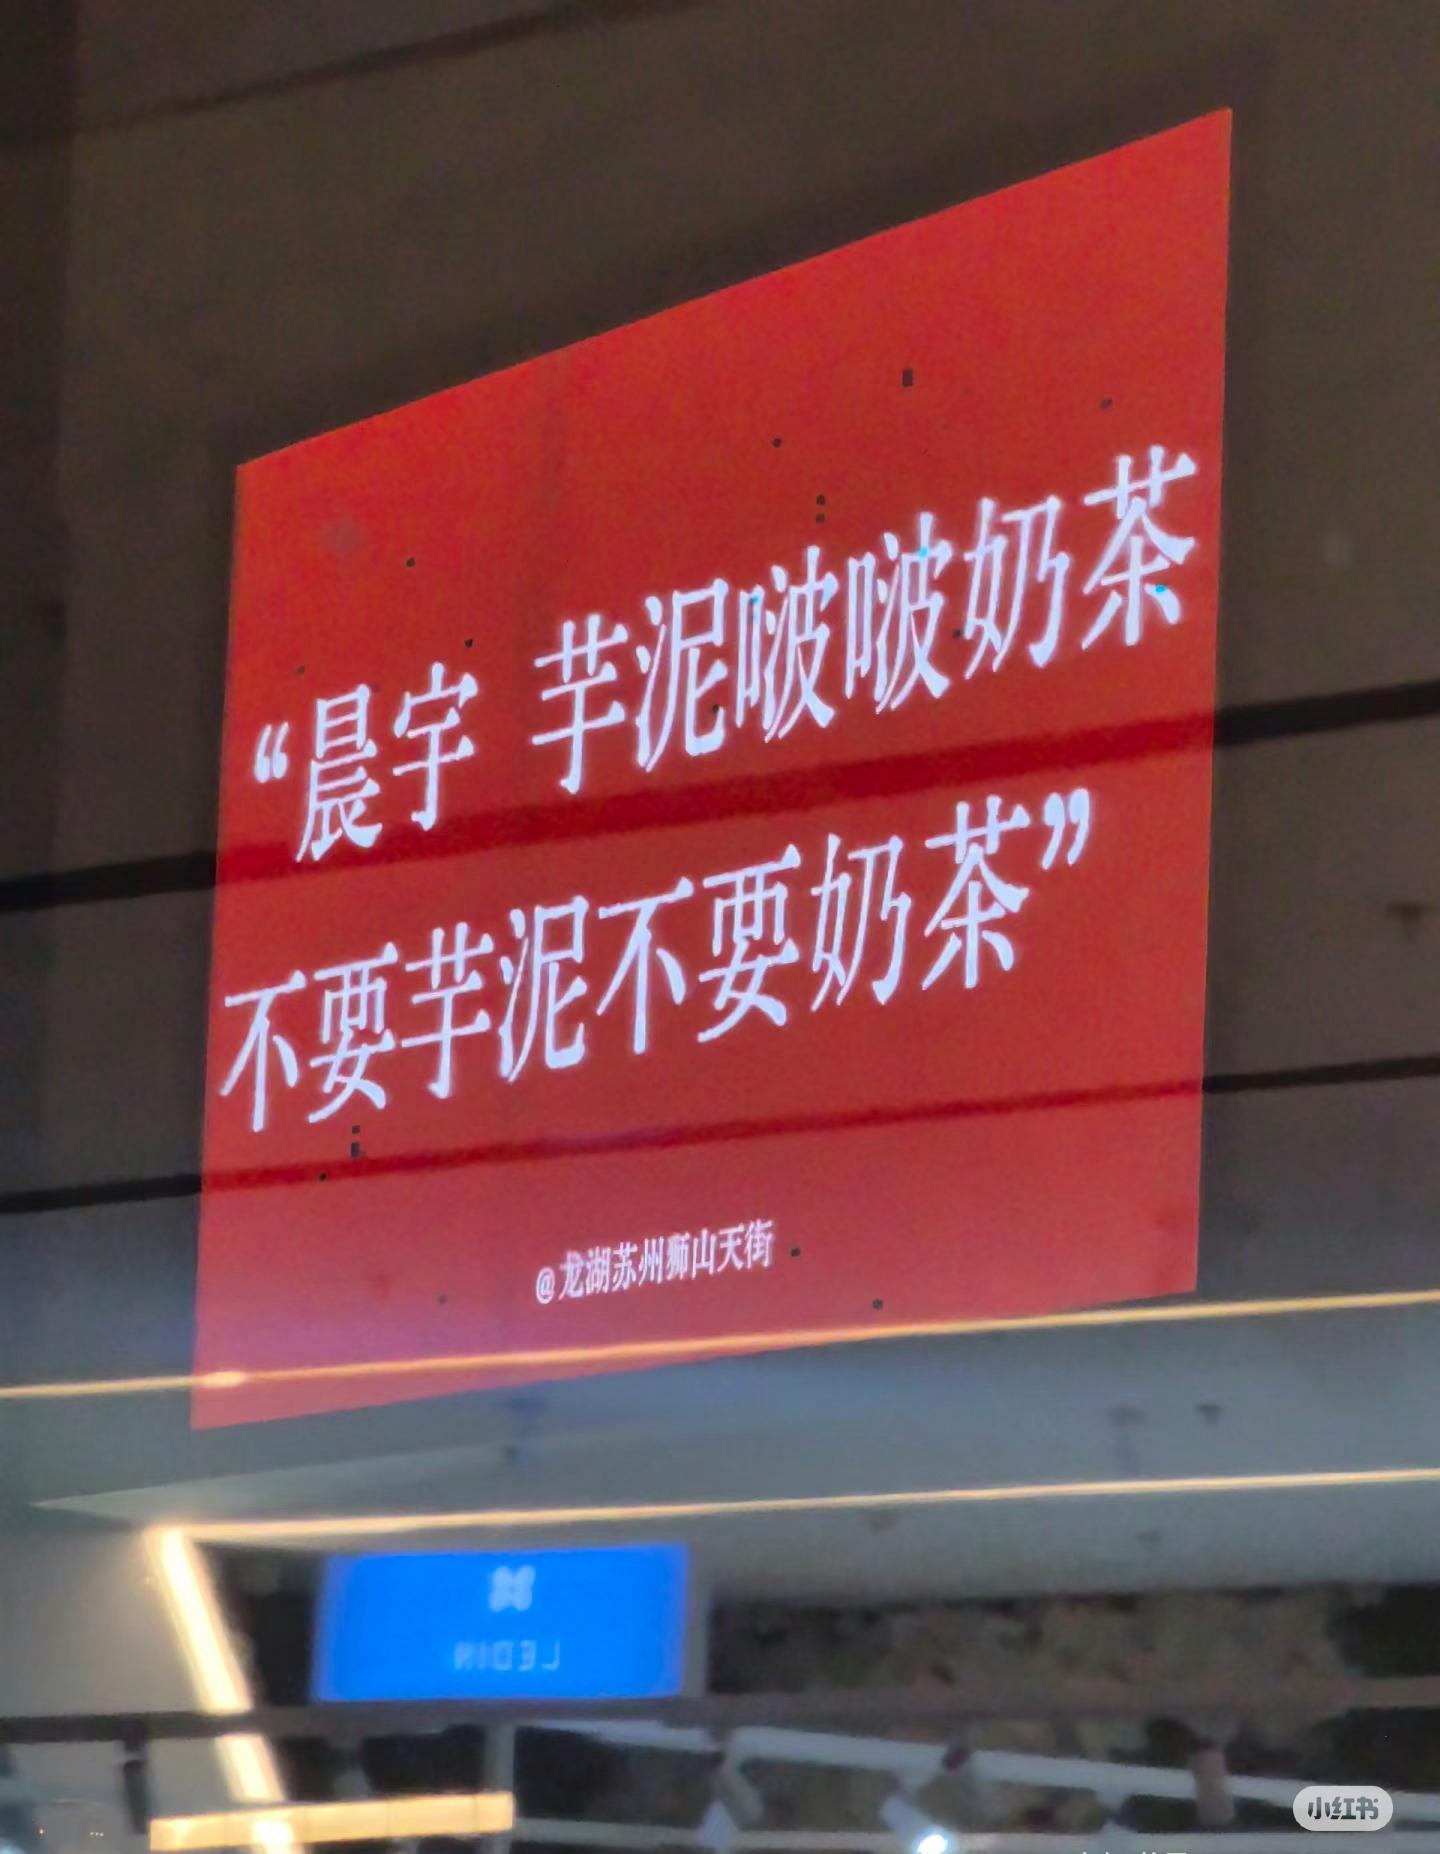 “晨宇 芋泥啵啵奶茶
不要芋泥不要奶茶”
@龙湖苏州狮山天街
LEDIN
小红书